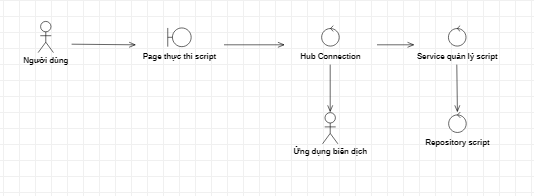 Người dùng
Page thực thi script
Hub Connection
Service quản lý script
Ứng dụng biên dịch
Repository script